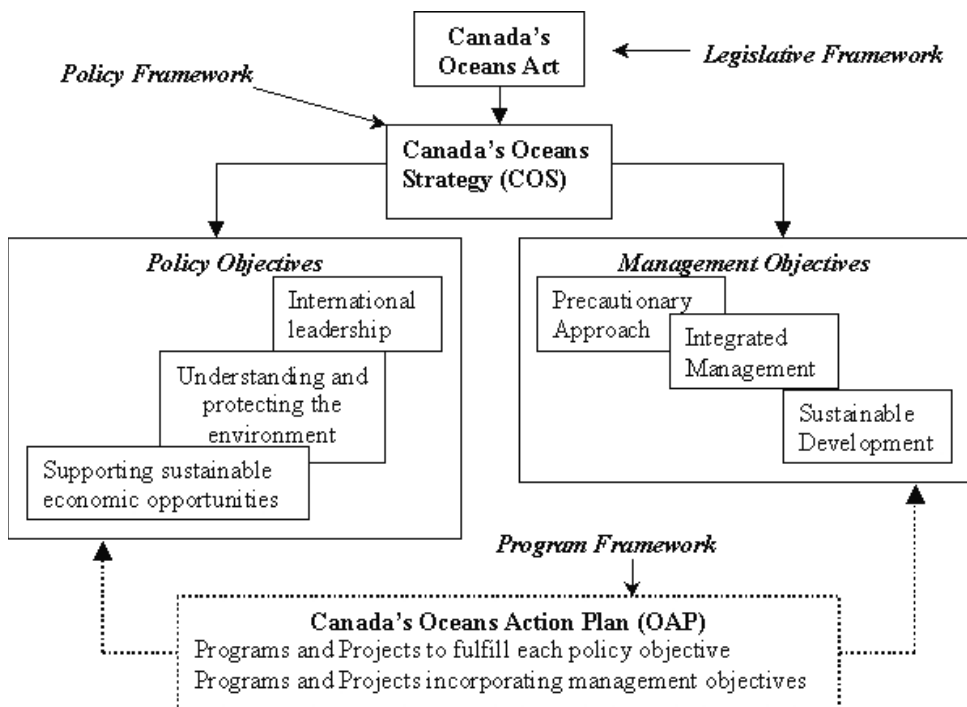 Canada's
Oceans Act
Legislative Framework
Policy Framework
Canada's Oceans
Strategy (COS)
Policy Objectives
International
leadership
Understanding and
protecting the
environment
Supporting sustainable
economic opportunities
Management Objectives
Precautionary
Approach
Integrated
Management
Sustainable
Development
Program Framework
Canada's Oceans Action Plan (OAP)
Programs and Projects to fulfill each policy objective
Programs and Projects incorporating management objectives